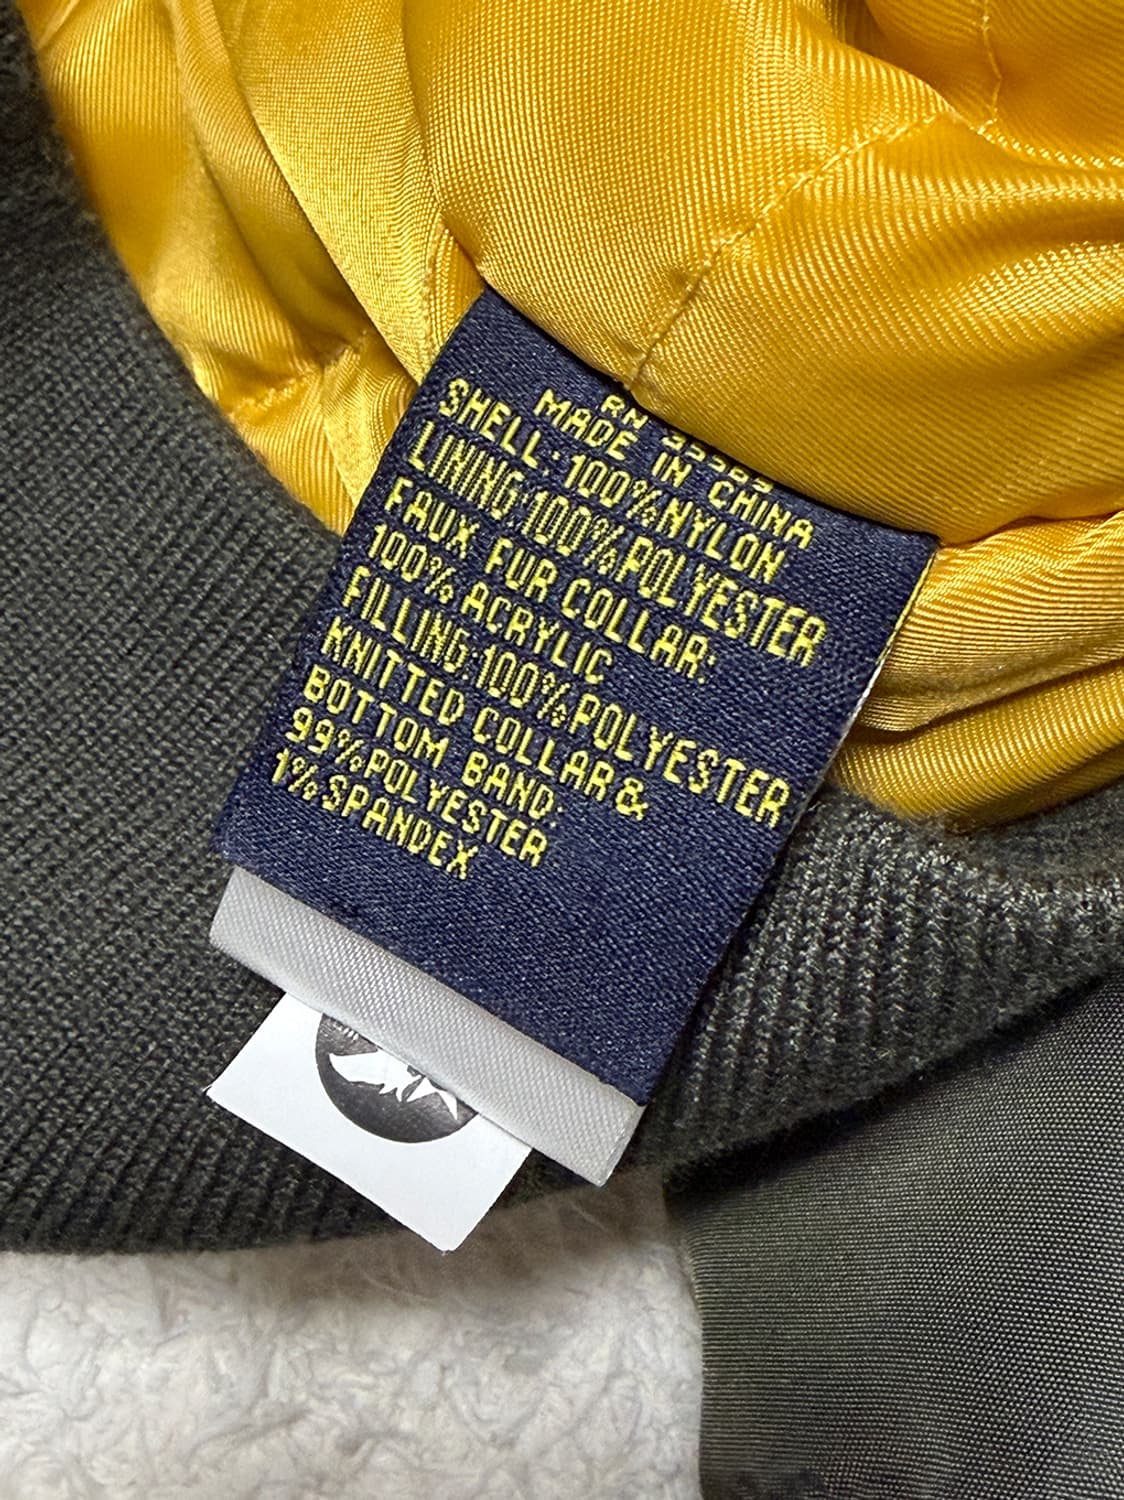 RN
MADE IN CHINA
SHELL:100%NYLON
LINING:100%POLYESTER
FAUX FUR COLLAR:
100% ACRYLIC
FILLING:100%POLYESTER
KNITTED COLLAR&
BOTTOM BAND:
99%POLYESTER
1%SPANDEX